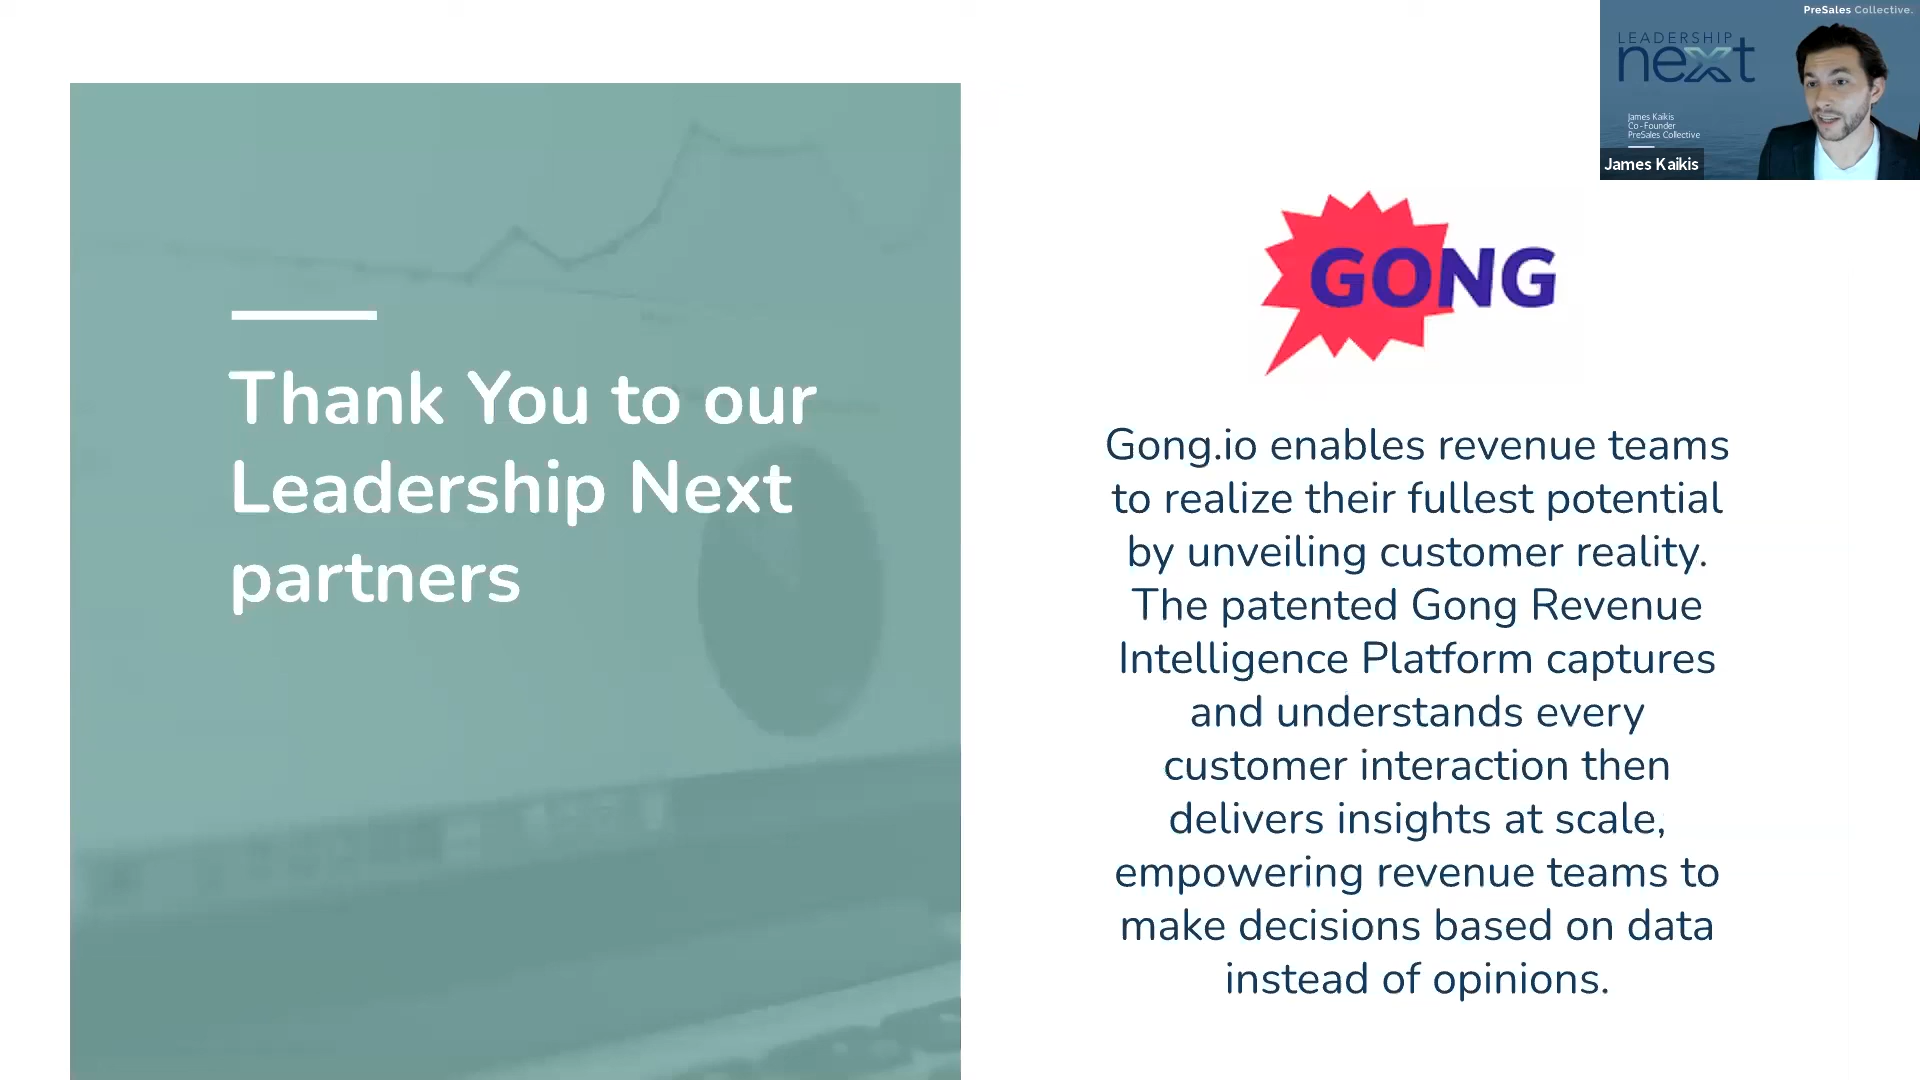 Thank You to our
Leadership Next
partners
GONG
Gong.io enables revenue teams
to realize their fullest potential
by unveiling customer reality.
The patented Gong Revenue
Intelligence Platform captures
and understands every
customer interaction then
delivers insights at scale,
empowering revenue teams to
make decisions based on data
instead of opinions.
PreSales Collective.
LEADERSHIP
next
James Kaikis
Co-Founder
PreSales Collective
James Kaikis